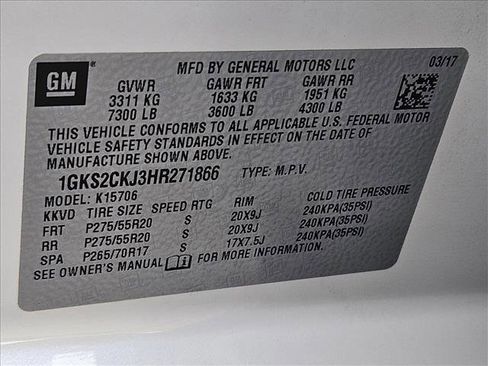 GM
MFD BY GENERAL MOTORS LLC 03/17
GVWR GAWR FRT GAWR RR
3311 KG 1633 KG 1951 KG
7300 LB 3600 LB 4300 LB
THIS VEHICLE CONFORMS TO ALL APPLICABLE U.S. FEDERAL MOTOR
VEHICLE SAFETY STANDARDS IN EFFECT ON THE DATE OF
MANUFACTURE SHOWN ABOVE.
1GKS2CKJ3HR271866 TYPE: M.P.V.
MODEL: K15706
KKVD TIRE SIZE SPEED RTG RIM COLD TIRE PRESSURE
FRT P275/55R20 S 20X9J 240KPA(35PSI)
RR P275/55R20 S 20X9J 240KPA(35PSI)
SPA P265/70R17 S 17X7.5J 240KPA(35PSI)
SEE OWNER'S MANUAL FOR MORE INFORMATION.